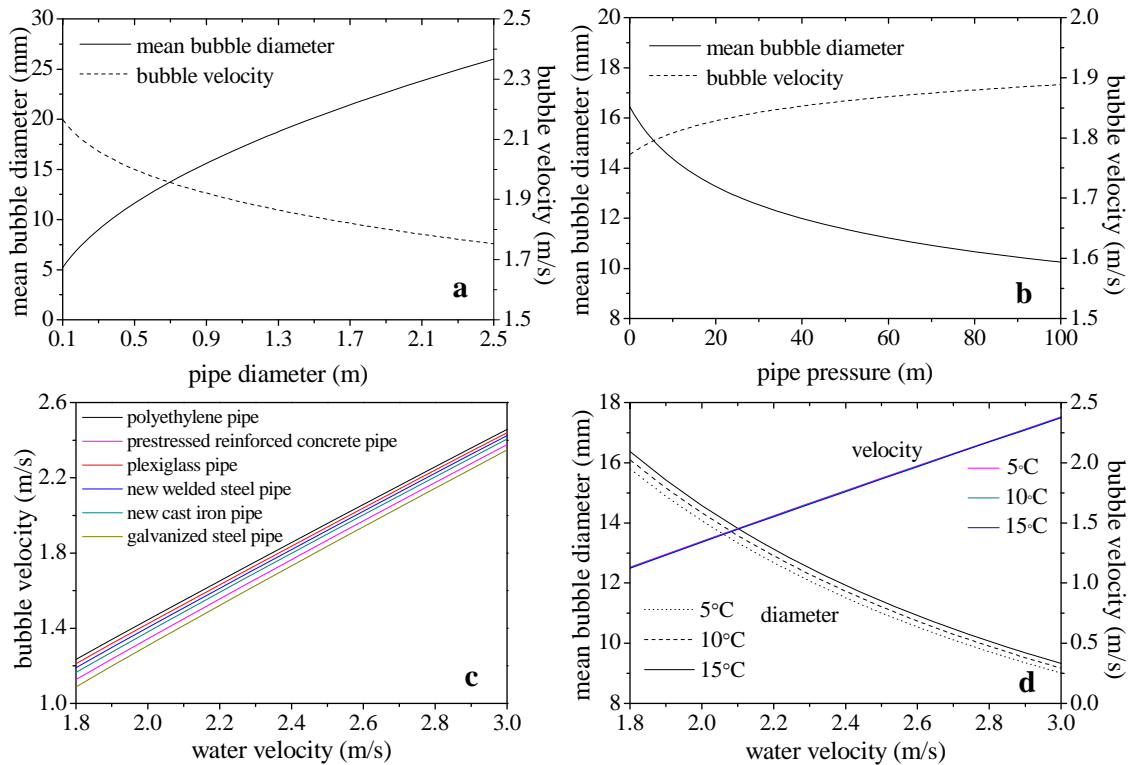 mean bubble diameter
bubble velocity
mean bubble diameter (mm)
30
25
20
15
10
5
0
bubble velocity (m/s)
2.5
2.3
2.1
1.9
1.7
1.5
0.1
0.5
0.9
1.3
1.7
2.1
2.5
pipe diameter (m)
a
mean bubble diameter
bubble velocity
mean bubble diameter (mm)
20
18
16
14
12
10
8
bubble velocity (m/s)
2.0
1.9
1.8
1.7
1.6
1.5
0
20
40
60
80
100
pipe pressure (m)
b
polyethylene pipe
prestressed reinforced concrete pipe
plexiglass pipe
new welded steel pipe
new cast iron pipe
galvanized steel pipe
bubble velocity (m/s)
2.6
2.2
1.8
1.4
1.0
1.8
2.0
2.2
2.4
2.6
2.8
3.0
water velocity (m/s)
c
velocity
5°C
10°C
15°C
diameter
5°C
10°C
15°C
mean bubble diameter (mm)
18
16
14
12
10
8
bubble velocity (m/s)
2.5
2.0
1.5
1.0
0.5
0.0
1.8
2.0
2.2
2.4
2.6
2.8
3.0
water velocity (m/s)
d